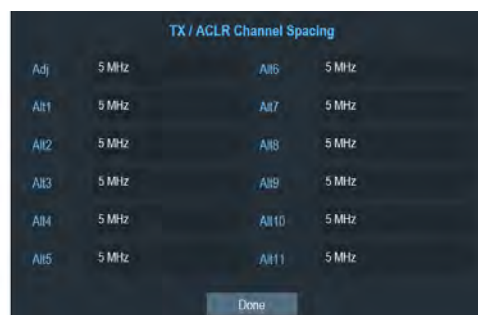 TX / ACLR Channel Spacing
Adj 5 MHz Alt6 5 MHz
Alt1 5 MHz Alt7 5 MHz
Alt2 5 MHz Alt8 5 MHz
Alt3 5 MHz Alt9 5 MHz
Alt4 5 MHz Alt10 5 MHz
Alt5 5 MHz Alt11 5 MHz
Done